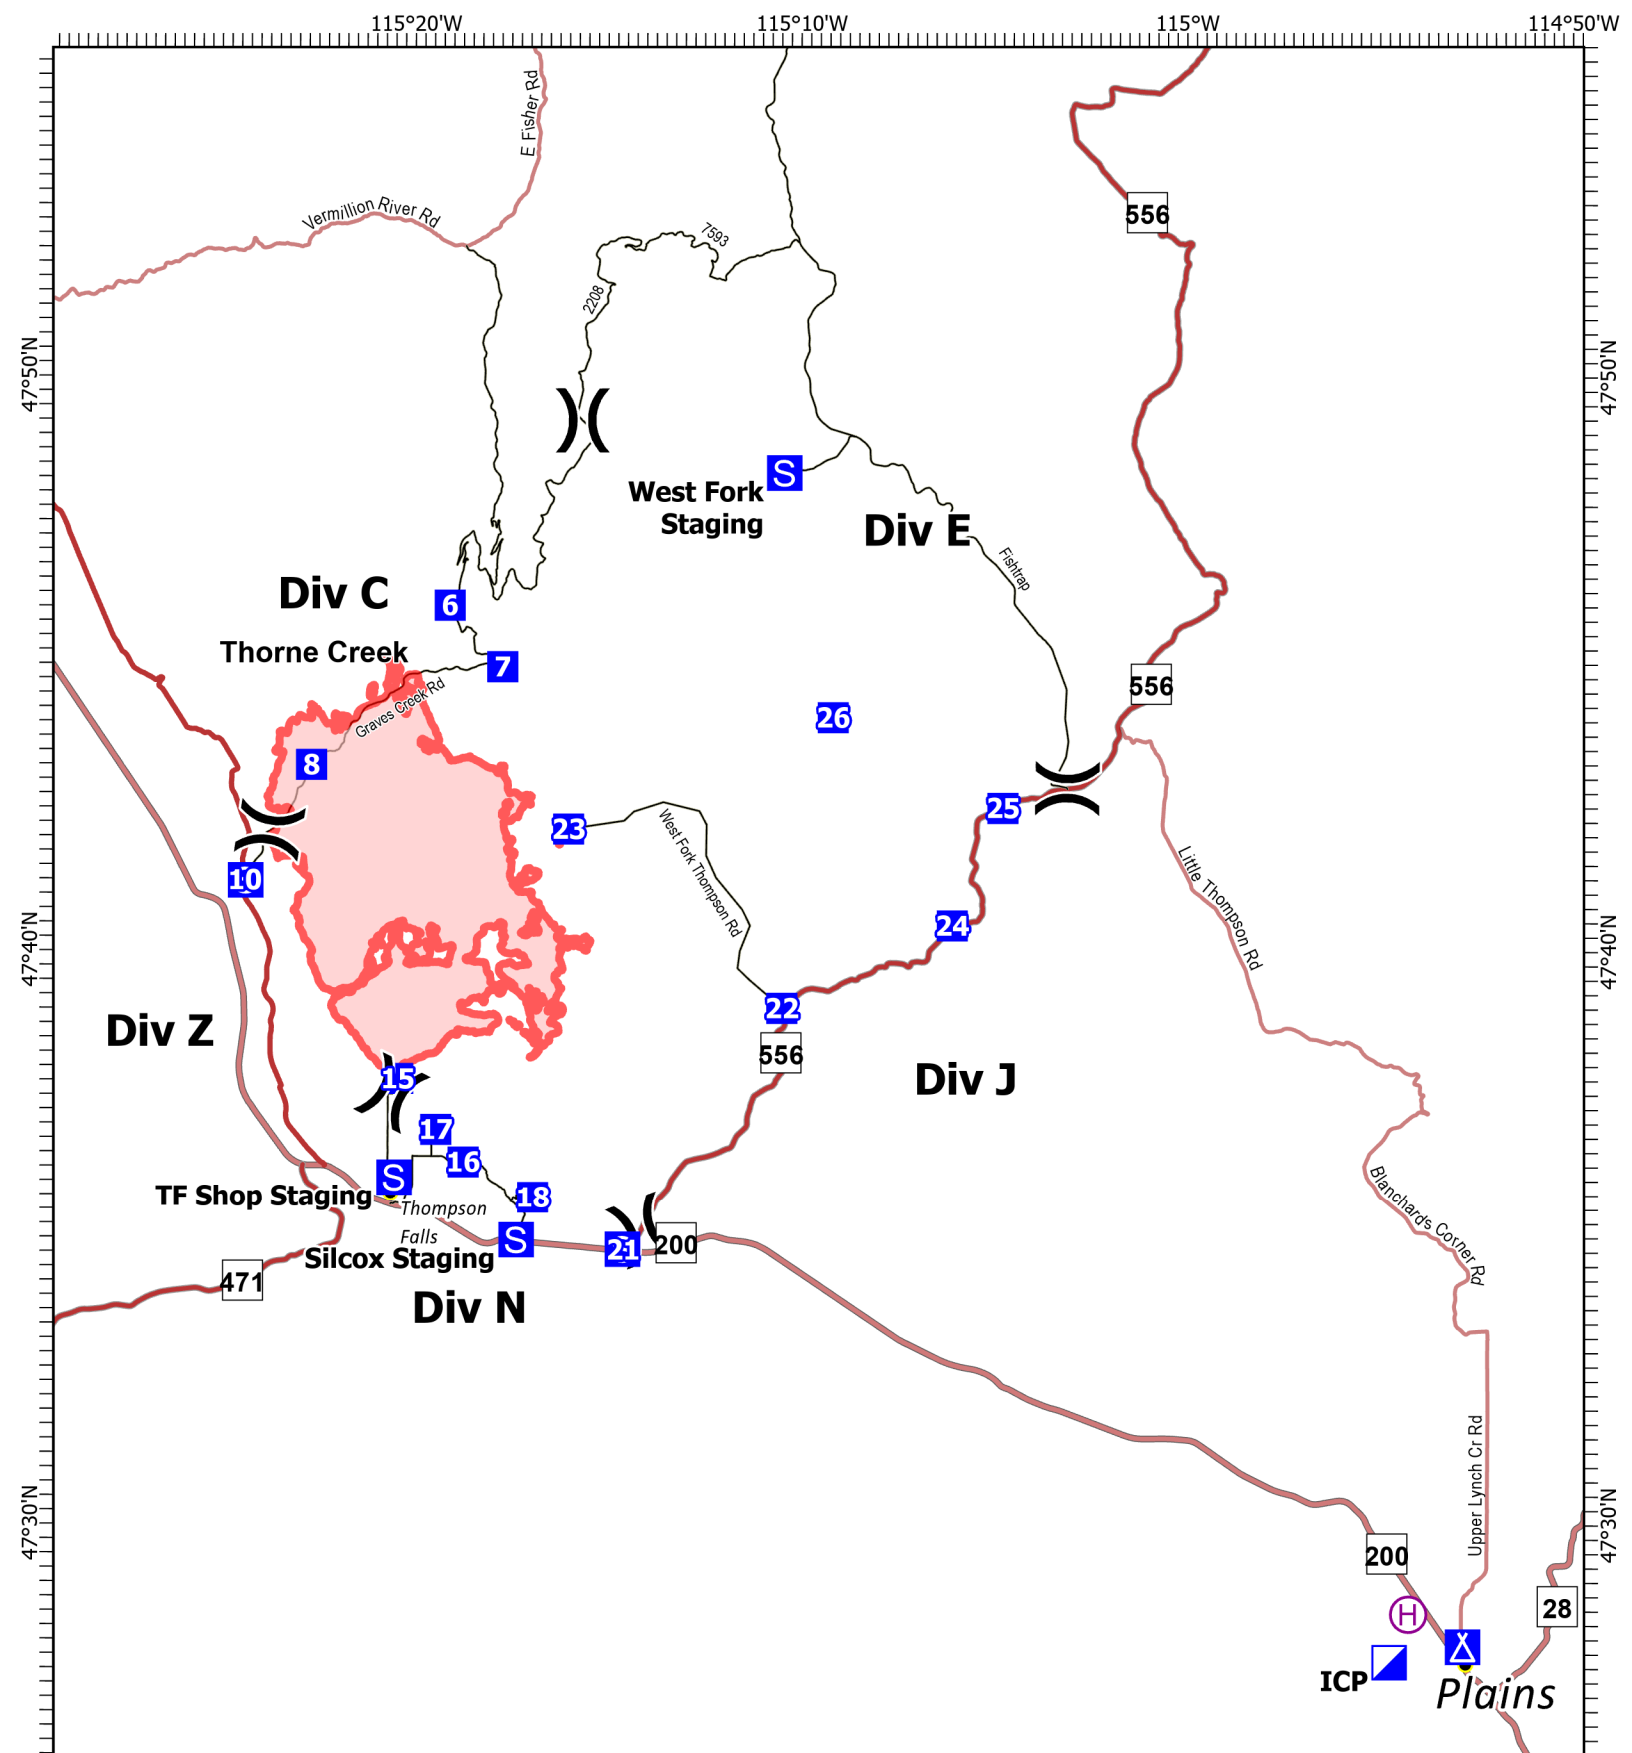 115°20'W
115°10'W
115°W
114°50'W
E Fisher Rd
Vermillion River Rd
556
7593
2208
47°50'N
47°50'N
S
West Fork
Staging
Div E
Fishtrap
Div C
6
Thorne Creek
7
556
Graves Creek Rd
26
8
25
23
West Fork Thompson Rd
Little Thompson Rd
10
24
47°40'N
47°40'N
22
Div Z
556
Div J
15
17
16
S
TF Shop Staging
18
Thompson
Falls
Blanchards Corner Rd
S
21
200
Silcox Staging
471
Div N
Upper Lynch Cr Rd
47°30'N
47°30'N
200
28
H
ICP
Plains